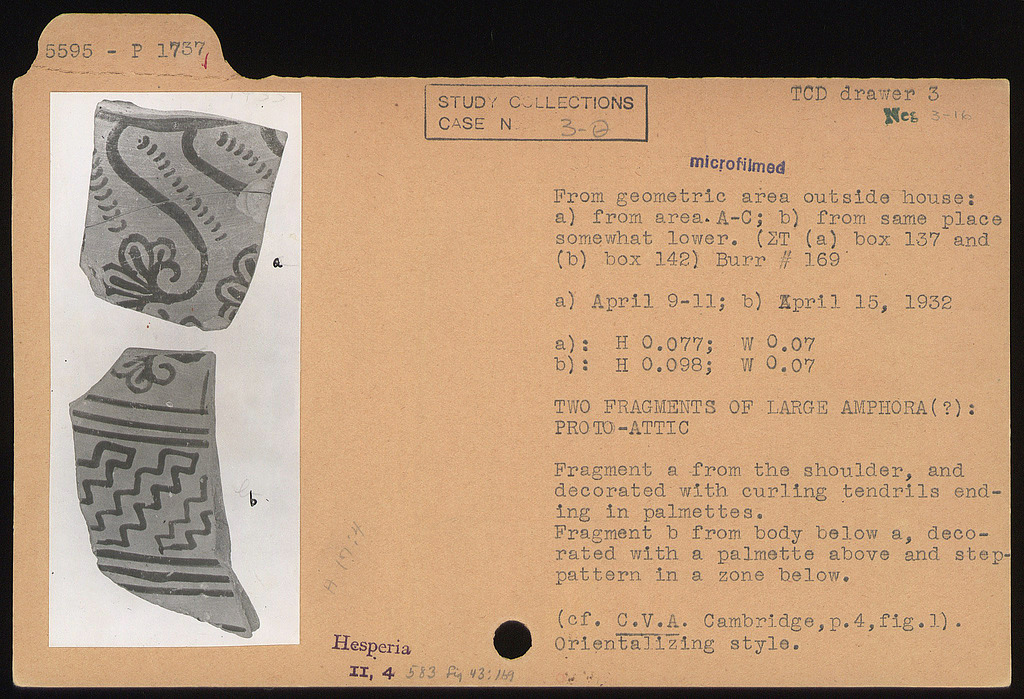 5595 - P 1737
STUDY COLLECTIONS
CASE N 3-
TCD drawer 3
Neg 3-16
microfilmed
From geometric area outside house:
a) from area A-C; b) from same place
somewhat lower. (ΣT (a) box 137 and
(b) box 142) Burr # 169
a) April 9-11; b) April 15, 1932
a): H 0.077; W 0.07
b): H 0.098; W 0.07
TWO FRAGMENTS OF LARGE AMPHORA(?):
PROTO-ATTIC
Fragment a from the shoulder, and
decorated with curling tendrils end-
ing in palmettes.
Fragment b from body below a, deco-
rated with a palmette above and step-
pattern in a zone below.
(cf. C.V.A. Cambridge,p.4,fig.1).
Orientalizing style.
a
b
Hesperia
II, 4 583 fig 43:169